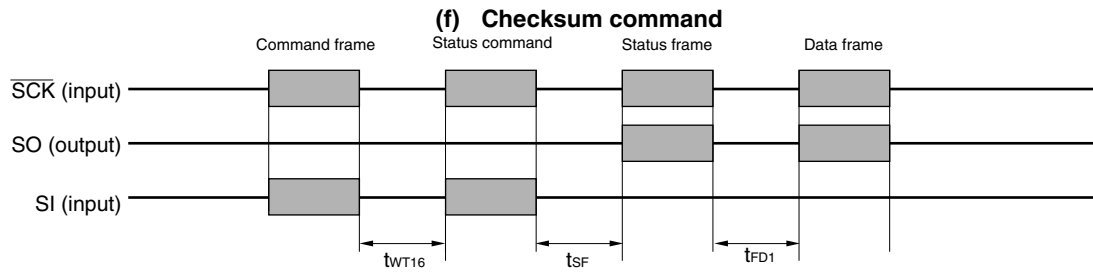 (f) Checksum command
Command frame Status command Status frame Data frame
SCK (input)
SO (output)
SI (input)
tWT16 tSF tFD1